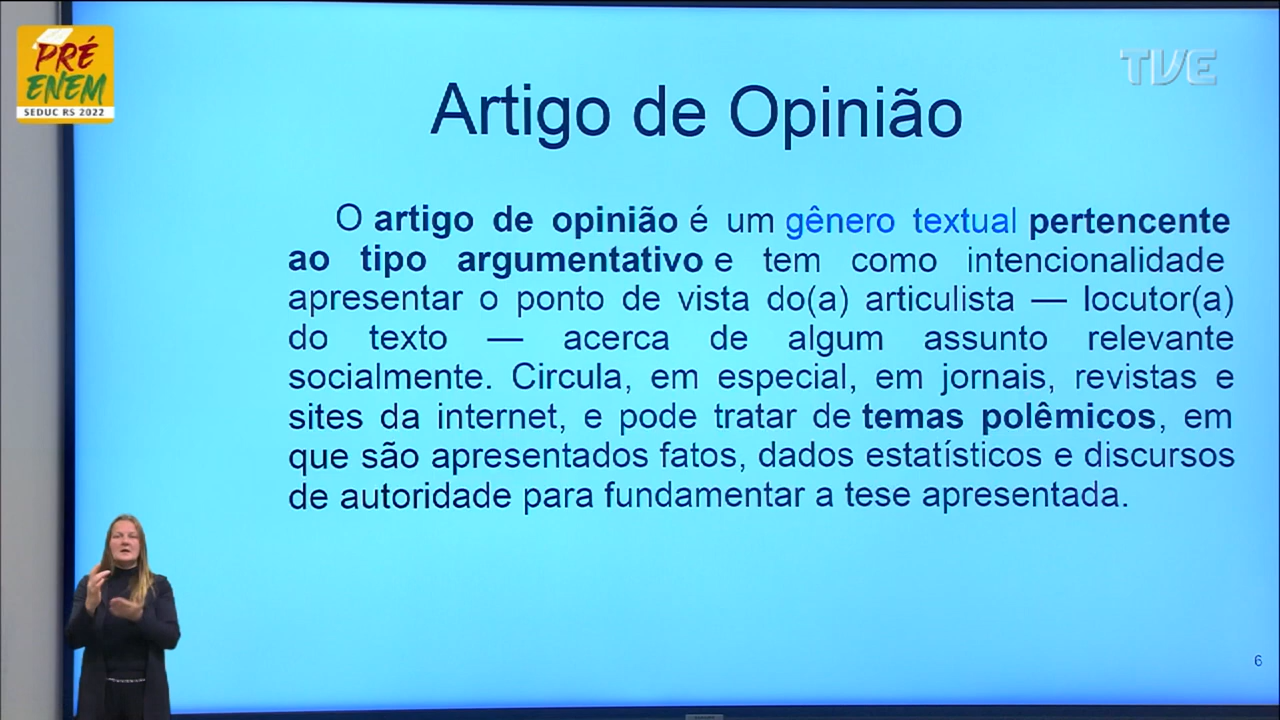 PRÉ
ENEM
SEDUC RS 2022
TVE
Artigo de Opinião
O artigo de opinião é um gênero textual pertencente
ao tipo argumentativo e tem como intencionalidade
apresentar o ponto de vista do(a) articulista — locutor(a)
do texto — acerca de algum assunto relevante
socialmente. Circula, em especial, em jornais, revistas e
sites da internet, e pode tratar de temas polêmicos, em
que são apresentados fatos, dados estatísticos e discursos
de autoridade para fundamentar a tese apresentada.
6